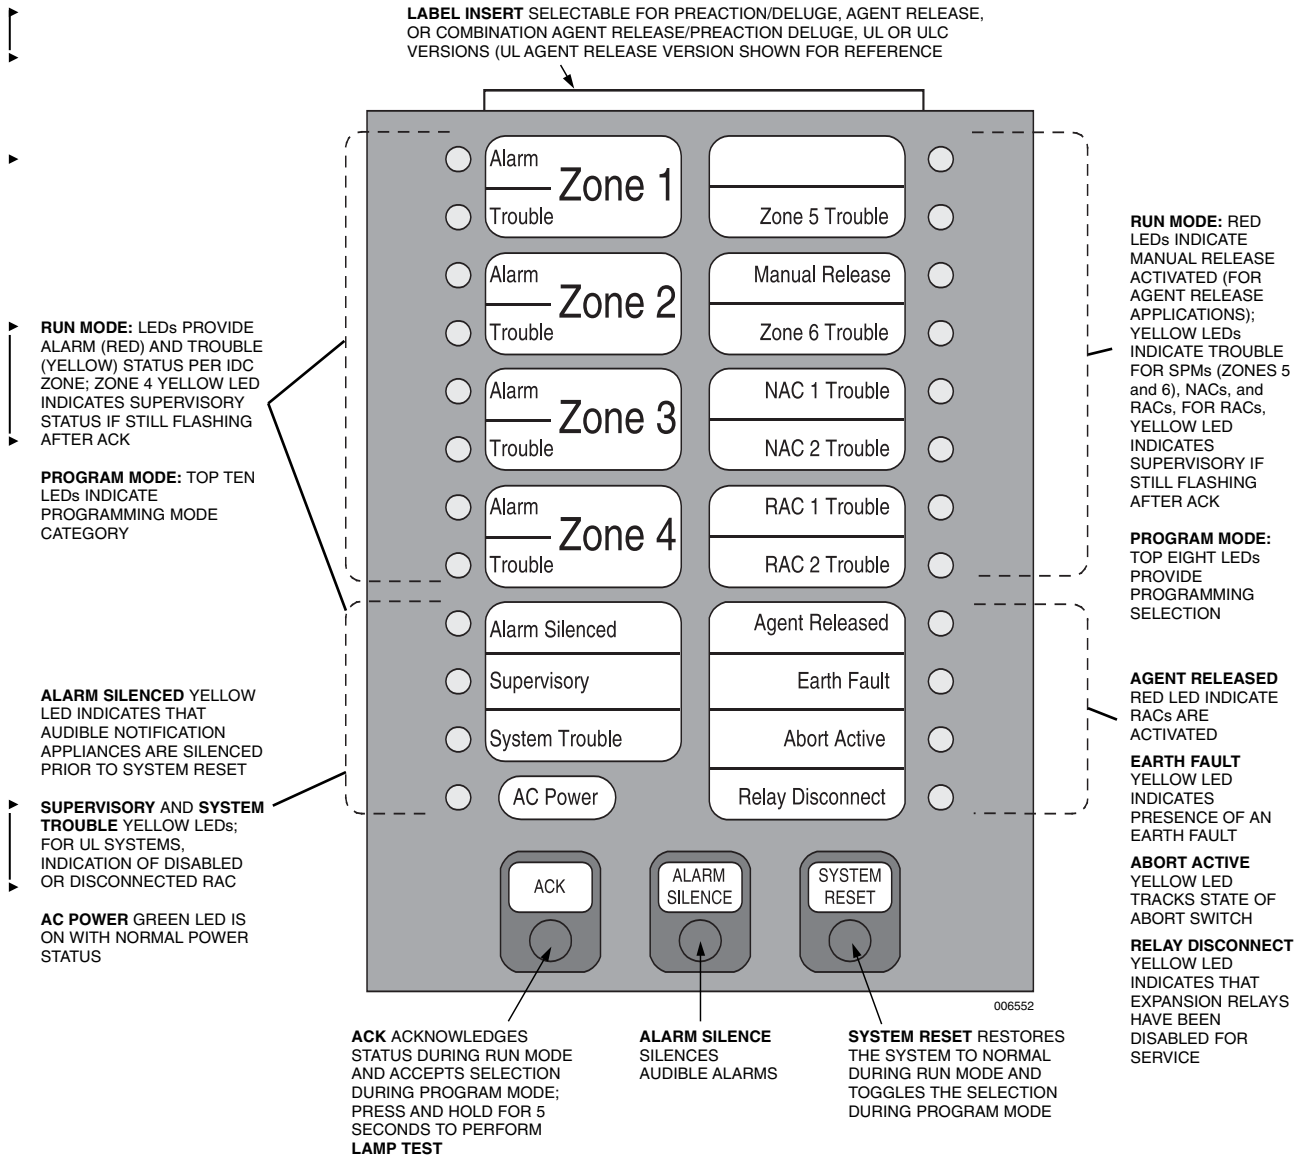 LABEL INSERT SELECTABLE FOR PREACTION/DELUGE, AGENT RELEASE,
OR COMBINATION AGENT RELEASE/PREACTION DELUGE, UL OR ULC
VERSIONS (UL AGENT RELEASE VERSION SHOWN FOR REFERENCE
RUN MODE: LEDs PROVIDE
ALARM (RED) AND TROUBLE
(YELLOW) STATUS PER IDC
ZONE; ZONE 4 YELLOW LED
INDICATES SUPERVISORY
STATUS IF STILL FLASHING
AFTER ACK
PROGRAM MODE: TOP TEN
LEDs INDICATE
PROGRAMMING MODE
CATEGORY
ALARM SILENCED YELLOW
LED INDICATES THAT
AUDIBLE NOTIFICATION
APPLIANCES ARE SILENCED
PRIOR TO SYSTEM RESET
SUPERVISORY AND SYSTEM
TROUBLE YELLOW LEDs;
FOR UL SYSTEMS,
INDICATION OF DISABLED
OR DISCONNECTED RAC
AC POWER GREEN LED IS
ON WITH NORMAL POWER
STATUS
Alarm
Zone 1
Trouble
Alarm
Zone 2
Trouble
Alarm
Zone 3
Trouble
Alarm
Zone 4
Trouble
Alarm Silenced
Supervisory
System Trouble
AC Power
Zone 5 Trouble
Manual Release
Zone 6 Trouble
NAC 1 Trouble
NAC 2 Trouble
RAC 1 Trouble
RAC 2 Trouble
Agent Released
Earth Fault
Abort Active
Relay Disconnect
ACK
ALARM
SILENCE
SYSTEM
RESET
006552
RUN MODE: RED
LEDs INDICATE
MANUAL RELEASE
ACTIVATED (FOR
AGENT RELEASE
APPLICATIONS);
YELLOW LEDs
INDICATE TROUBLE
FOR SPMs (ZONES 5
and 6), NACs, and
RACs, FOR RACs,
YELLOW LED
INDICATES
SUPERVISORY IF
STILL FLASHING
AFTER ACK
PROGRAM MODE:
TOP EIGHT LEDs
PROVIDE
PROGRAMMING
SELECTION
AGENT RELEASED
RED LED INDICATE
RACs ARE
ACTIVATED
EARTH FAULT
YELLOW LED
INDICATES
PRESENCE OF AN
EARTH FAULT
ABORT ACTIVE
YELLOW LED
TRACKS STATE OF
ABORT SWITCH
RELAY DISCONNECT
YELLOW LED
INDICATES THAT
EXPANSION RELAYS
HAVE BEEN
DISABLED FOR
SERVICE
ACK ACKNOWLEDGES
STATUS DURING RUN MODE
AND ACCEPTS SELECTION
DURING PROGRAM MODE;
PRESS AND HOLD FOR 5
SECONDS TO PERFORM
LAMP TEST
ALARM SILENCE
SILENCES
AUDIBLE ALARMS
SYSTEM RESET RESTORES
THE SYSTEM TO NORMAL
DURING RUN MODE AND
TOGGLES THE SELECTION
DURING PROGRAM MODE